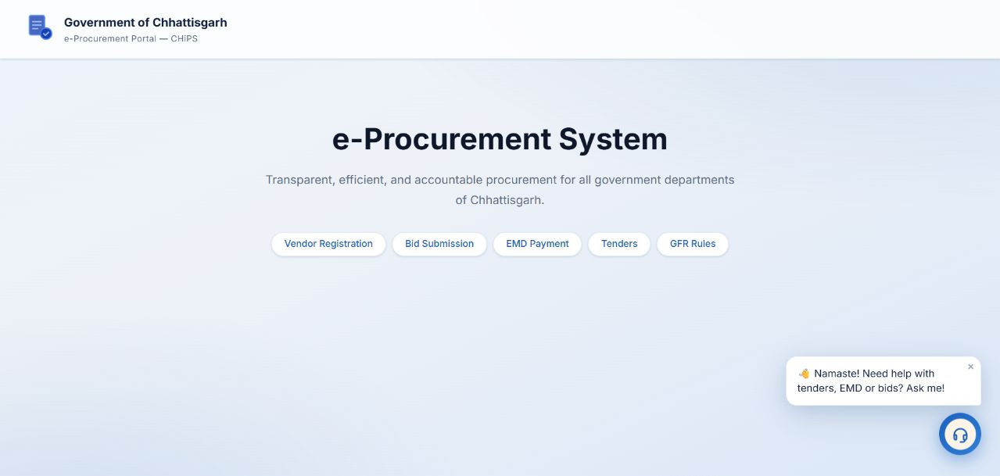 Government of Chhattisgarh
e-Procurement Portal — CHiPS
e-Procurement System
Transparent, efficient, and accountable procurement for all government departments
of Chhattisgarh.
Vendor Registration
Bid Submission
EMD Payment
Tenders
GFR Rules
👋 Namaste! Need help with
tenders, EMD or bids? Ask me!